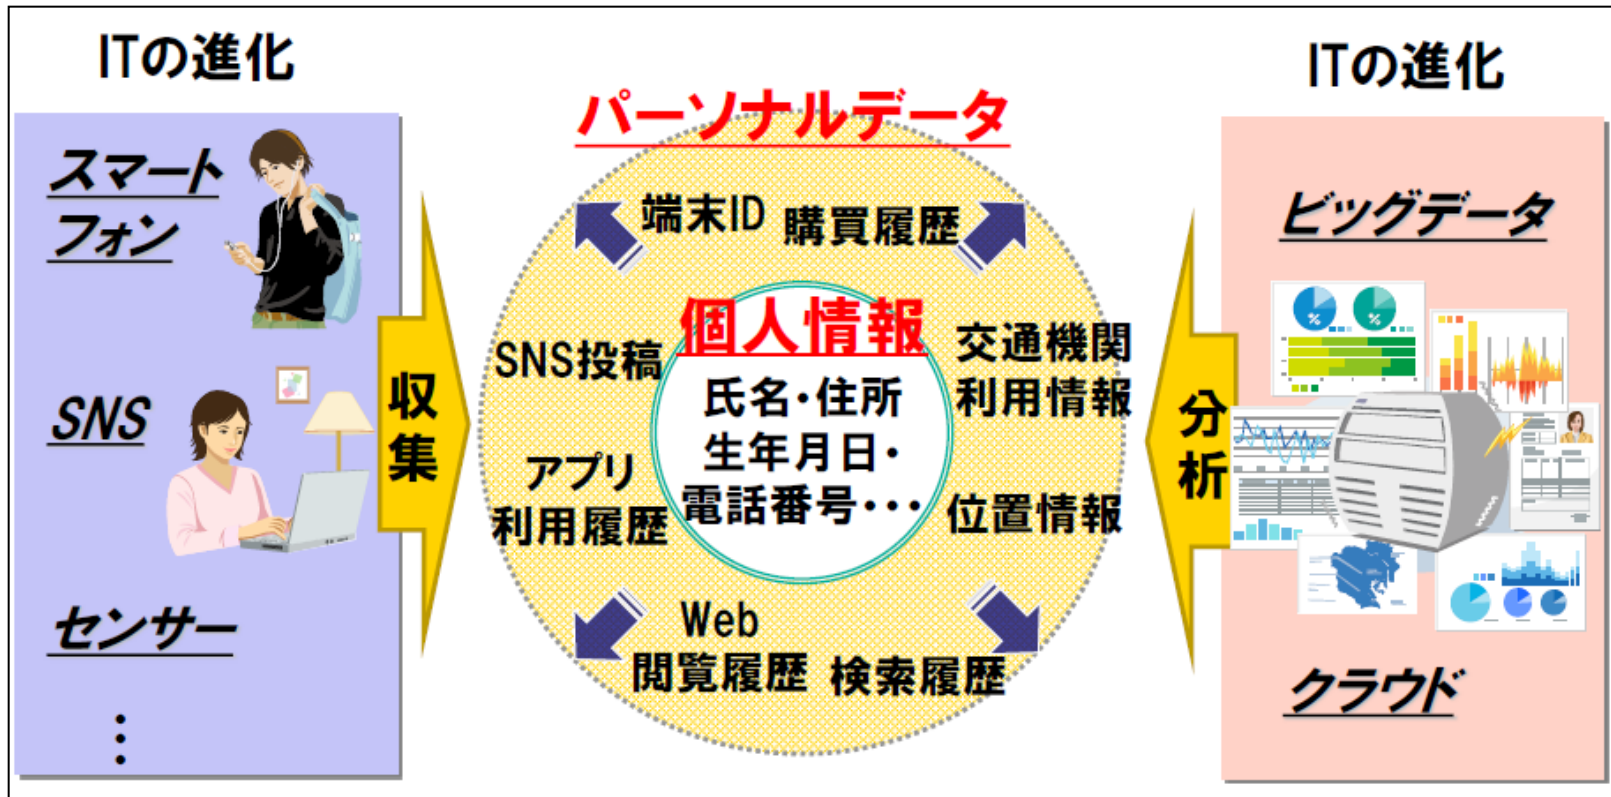 ITの進化
スマート
フォン
SNS
センサー
⋮
収
集
パーソナルデータ
端末ID
購買履歴
SNS投稿
アプリ
利用履歴
個人情報
氏名・住所
生年月日・
電話番号・・・
交通機関
利用情報
位置情報
Web
閲覧履歴
検索履歴
分
析
ITの進化
ビッグデータ
%
%
クラウド